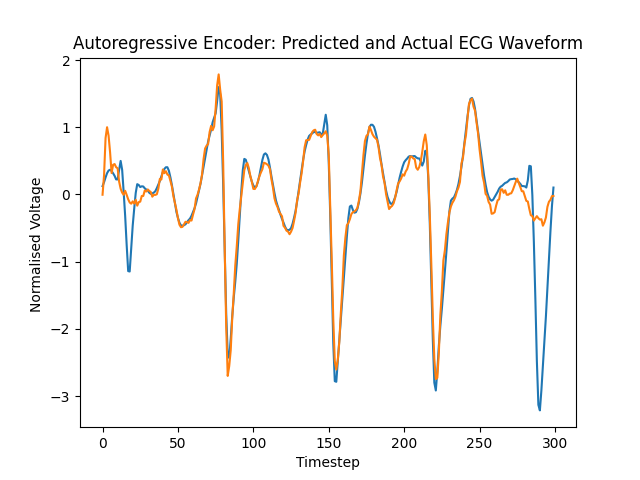 Autoregressive Encoder: Predicted and Actual ECG Waveform
2
1
0
−1
−2
−3
Normalised Voltage
0 50 100 150 200 250 300
Timestep